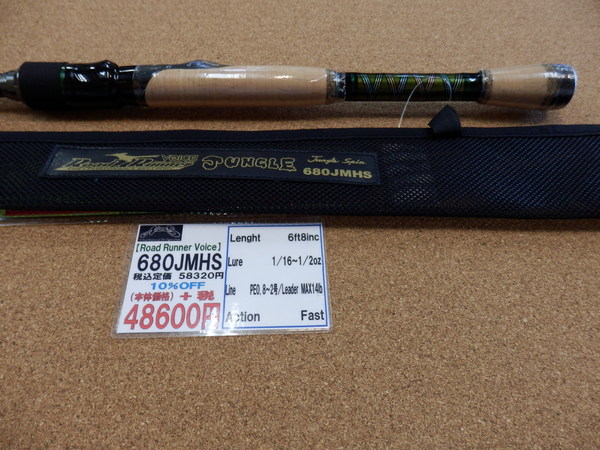 Road Runner
VOICE
JUNGLE
Jungle Spin
680JMHS
【Road Runner Voice】
680JMHS
税込定価 58320円
10%OFF
(本体価格)+税
48600円
Lenght 6ft8inc
Lure 1/16~1/2oz
Line PE0.8~2号/Leader MAX14lb
Action Fast